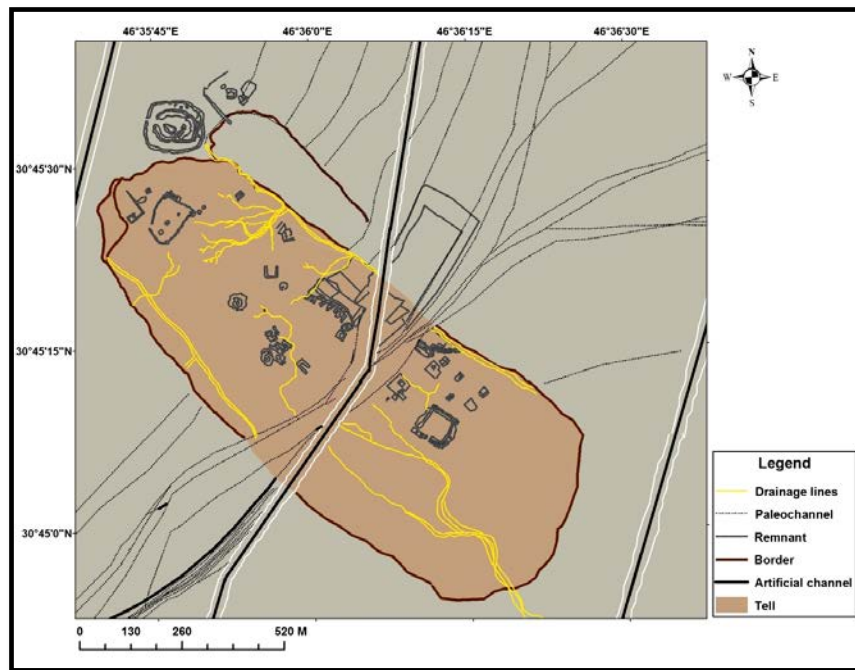 46°35'45"E 46°36'0"E 46°36'15"E 46°36'30"E
N
W E
S
30°45'30"N
30°45'15"N
30°45'0"N
Legend
Drainage lines
Paleochannel
Remnant
Border
Artificial channel
Tell
0 130 260 520 M